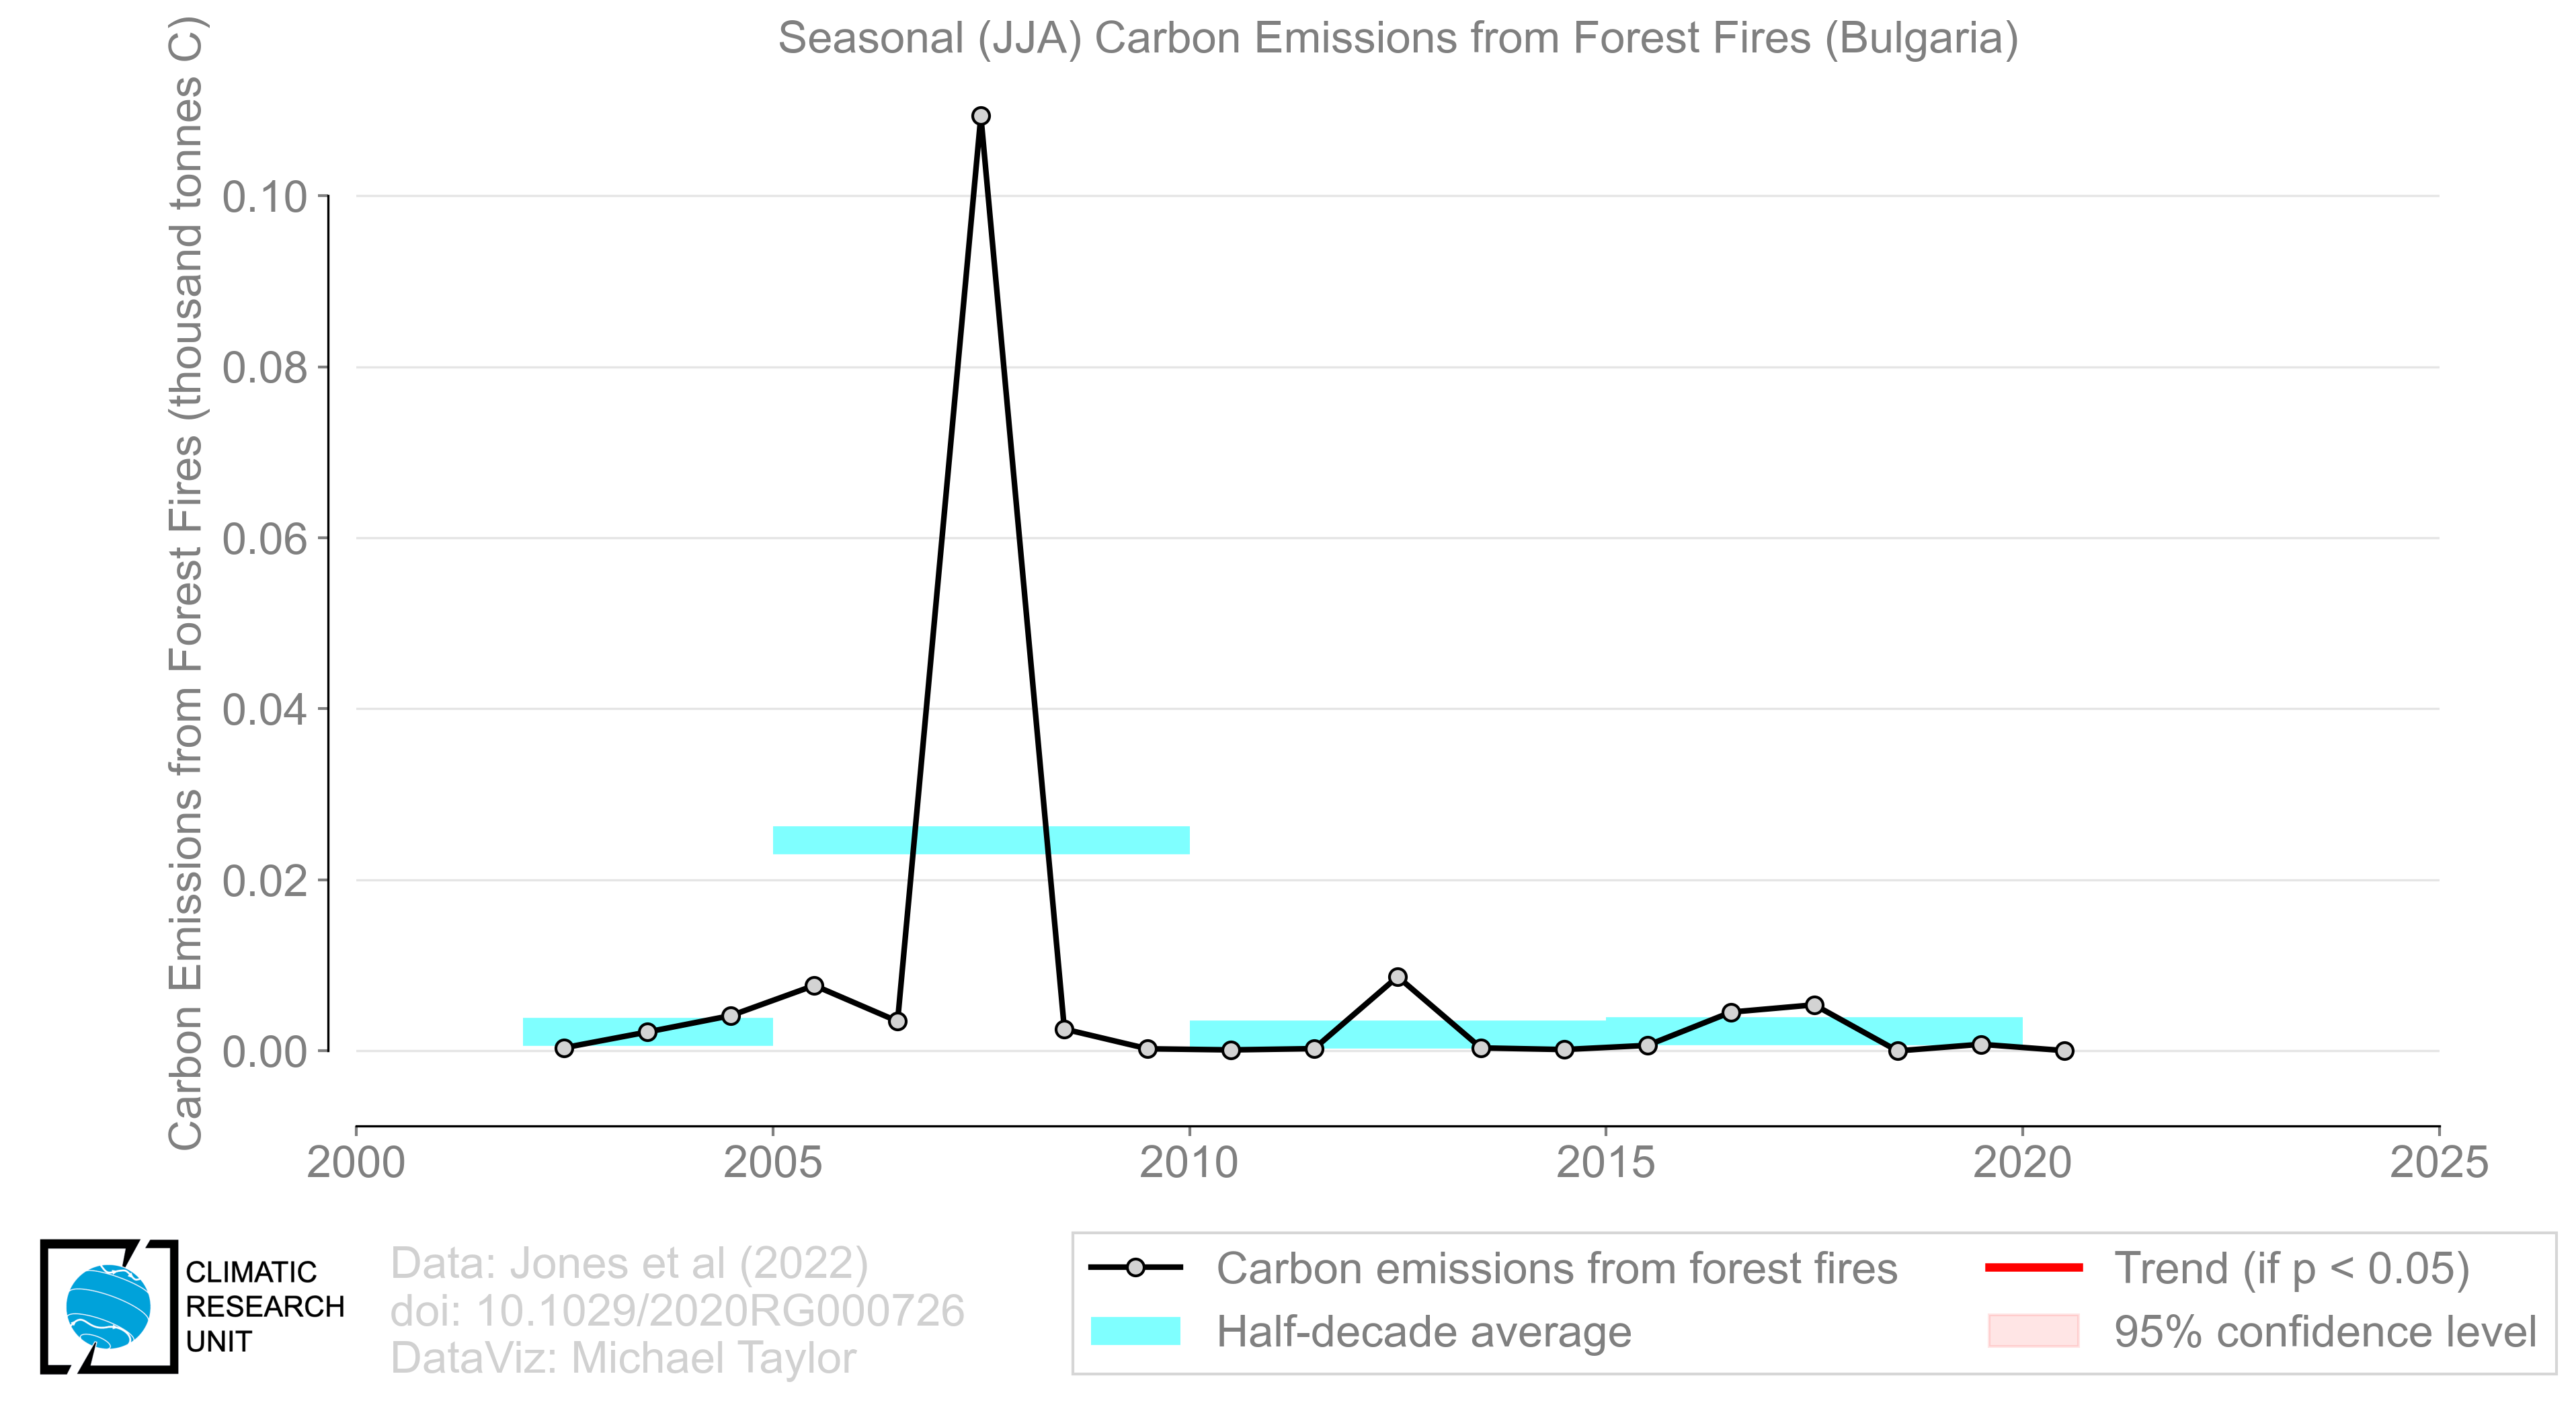 Seasonal (JJA) Carbon Emissions from Forest Fires (Bulgaria)
Carbon Emissions from Forest Fires (thousand tonnes C)
0.10
0.08
0.06
0.04
0.02
0.00
2000
2005
2010
2015
2020
2025
CLIMATIC
RESEARCH
UNIT
Data: Jones et al (2022)
doi: 10.1029/2020RG000726
DataViz: Michael Taylor
Carbon emissions from forest fires
Half-decade average
Trend (if p < 0.05)
95% confidence level